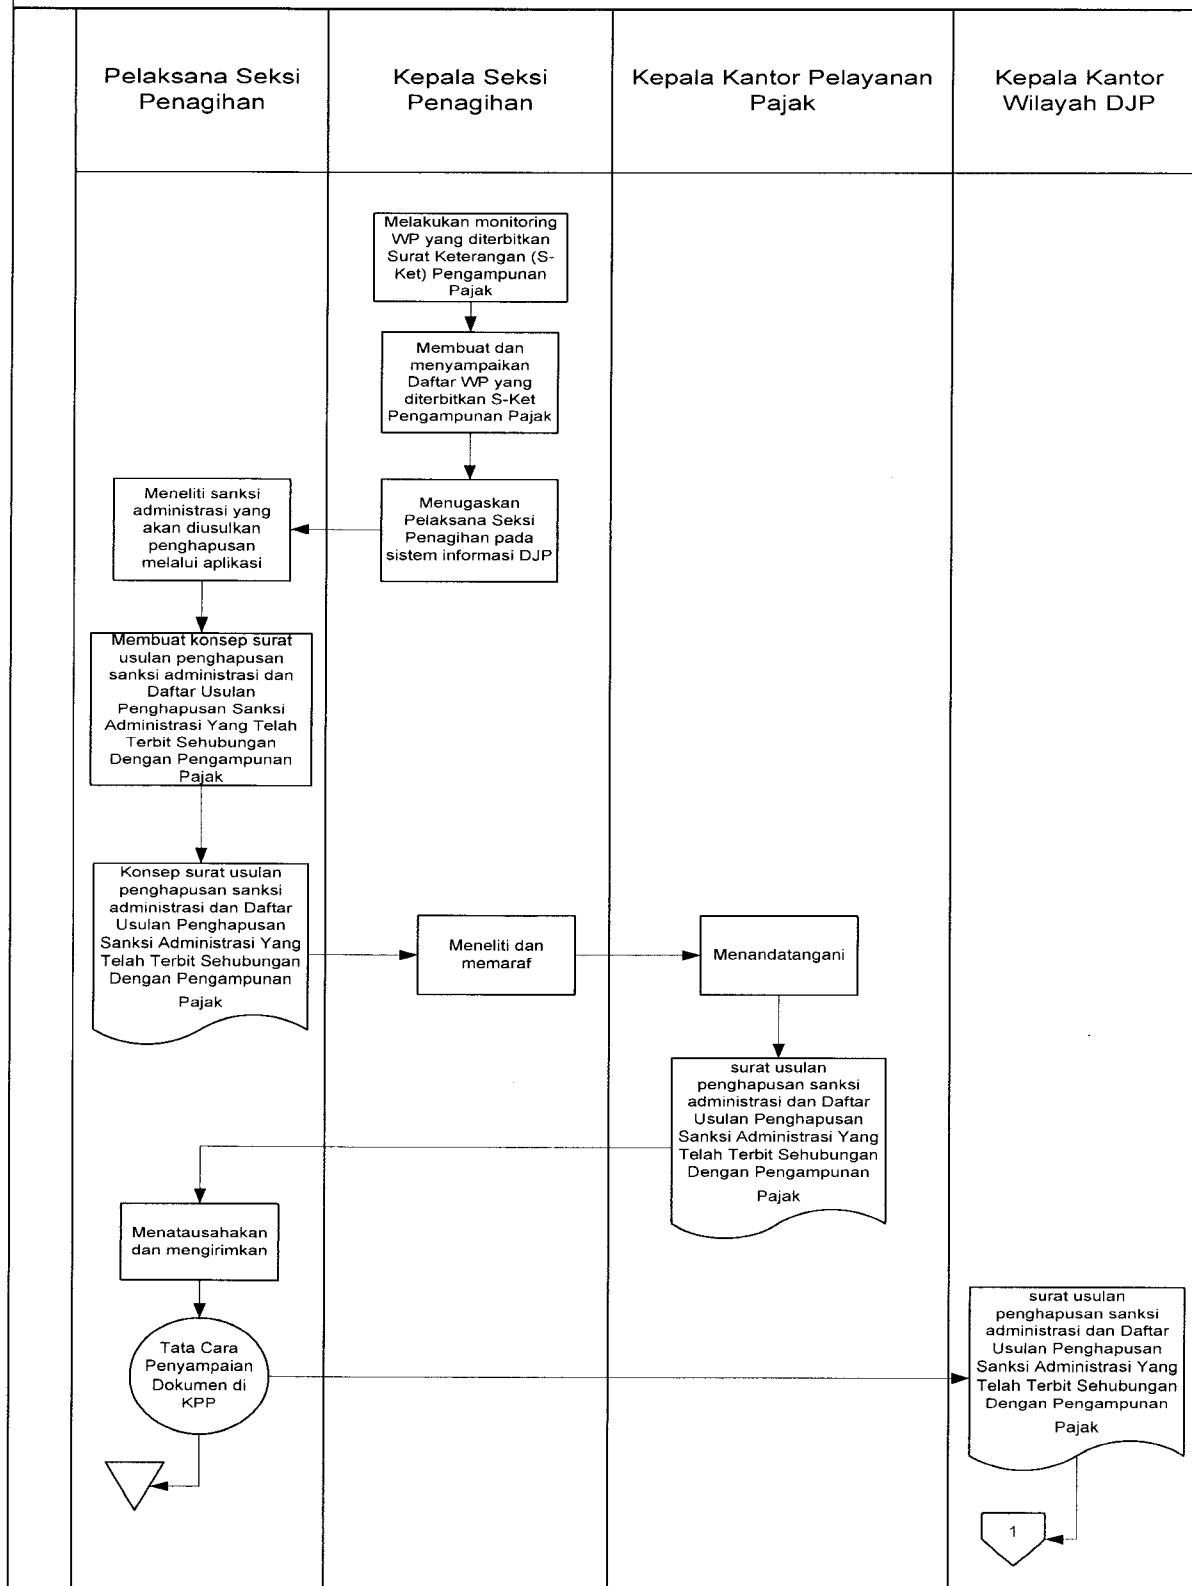 Pelaksana Seksi
Penagihan
Kepala Seksi
Penagihan
Kepala Kantor Pelayanan
Pajak
Kepala Kantor
Wilayah DJP
Melakukan monitoring
WP yang diterbitkan
Surat Keterangan (S-
Ket) Pengampunan
Pajak
Membuat dan
menyampaikan
Daftar WP yang
diterbitkan S-Ket
Pengampunan Pajak
Menugaskan
Pelaksana Seksi
Penagihan pada
sistem informasi DJP
Meneliti sanksi
administrasi yang
akan diusulkan
penghapusan
melalui aplikasi
Membuat konsep surat
usulan penghapusan
sanksi administrasi dan
Daftar Usulan
Penghapusan Sanksi
Administrasi Yang Telah
Terbit Sehubungan
Dengan Pengampunan
Pajak
Konsep surat usulan
penghapusan sanksi
administrasi dan Daftar
Usulan Penghapusan
Sanksi Administrasi Yang
Telah Terbit Sehubungan
Dengan Pengampunan
Pajak
Meneliti dan
memaraf
Menandatangani
surat usulan
penghapusan sanksi
administrasi dan Daftar
Usulan Penghapusan
Sanksi Administrasi Yang
Telah Terbit Sehubungan
Dengan Pengampunan
Pajak
Menatausahakan
dan mengirimkan
Tata Cara
Penyampaian
Dokumen di
KPP
surat usulan
penghapusan sanksi
administrasi dan Daftar
Usulan Penghapusan
Sanksi Administrasi Yang
Telah Terbit Sehubungan
Dengan Pengampunan
Pajak
1